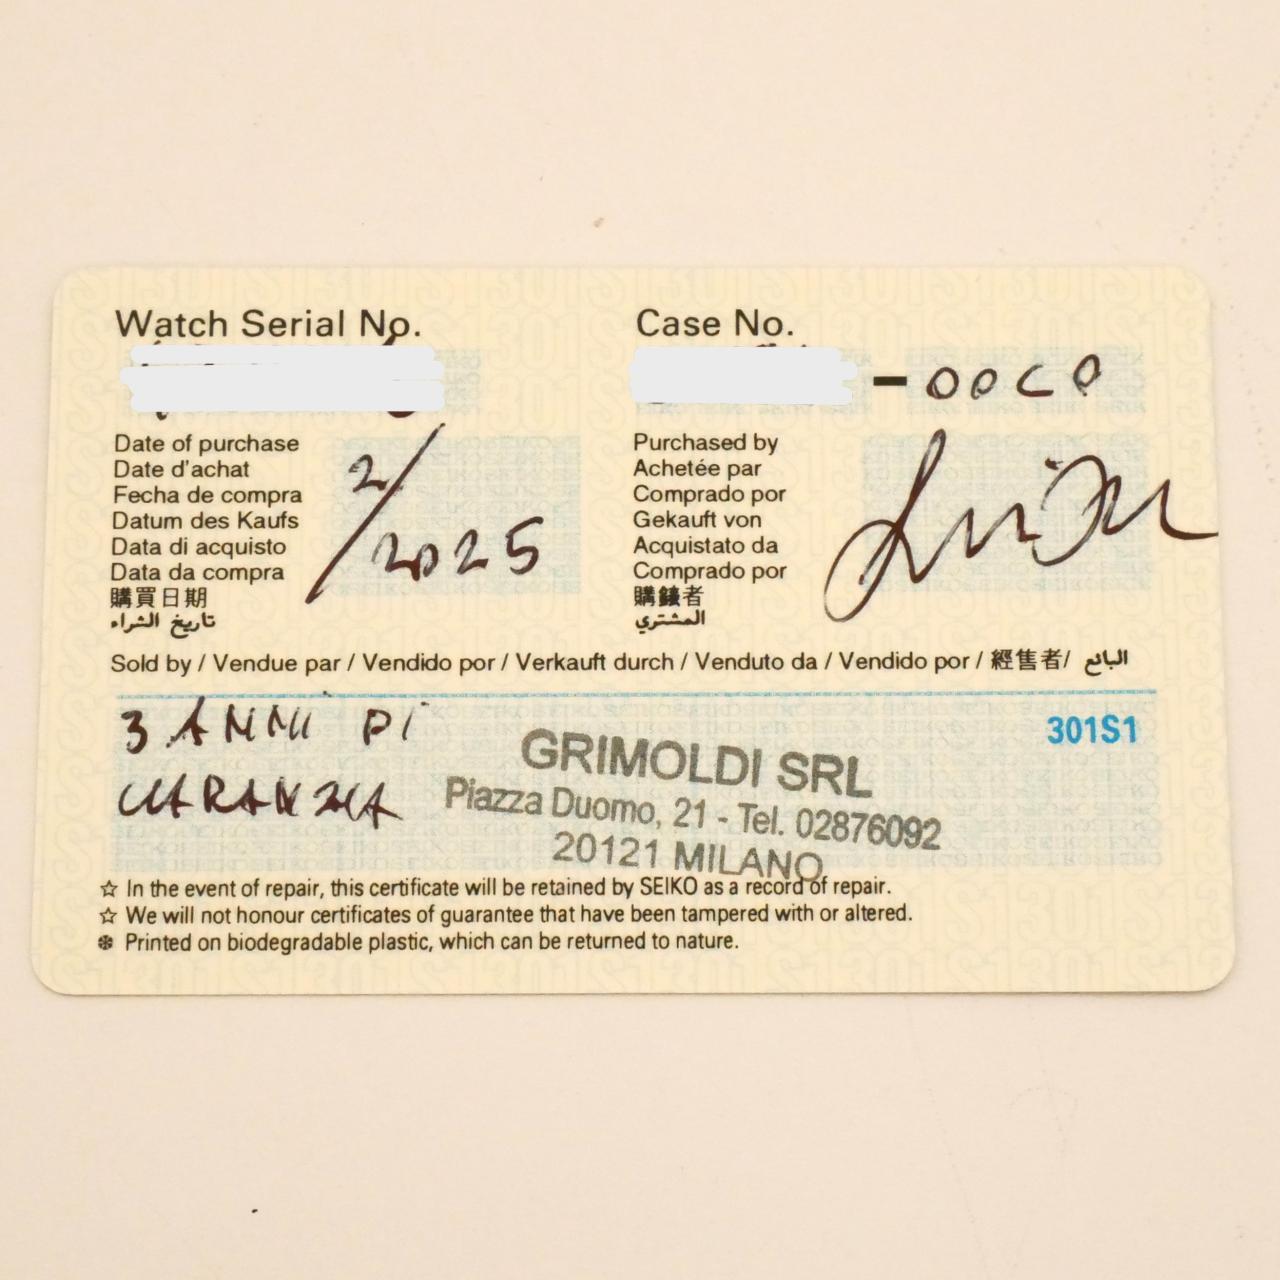 Watch Serial No.
Case No.
-00C0
Date of purchase
Date d'achat
Fecha de compra
Datum des Kaufs
Data di acquisto
Data da compra
購買日期
تاريخ الشراء
2/2025
Purchased by
Achetée par
Comprado por
Gekauft von
Acquistato da
Comprado por
購 者
المشتري
Sold by / Vendue par / Vendido por / Verkauft durch / Venduto da / Vendido por / 經售者/ البائع
3 ANNI DI
GARANZIA
301S1
GRIMOLDI SRL
Piazza Duomo, 21 - Tel. 02876092
20121 MILANO
☆ In the event of repair, this certificate will be retained by SEIKO as a record of repair.
☆ We will not honour certificates of guarantee that have been tampered with or altered.
❄ Printed on biodegradable plastic, which can be returned to nature.